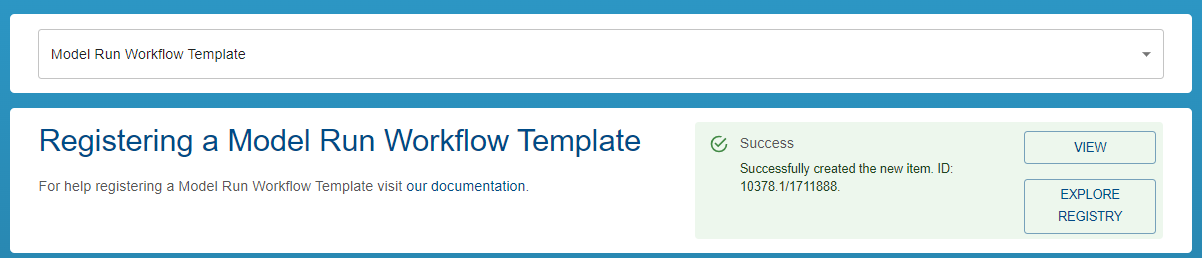 Model Run Workflow Template
Registering a Model Run Workflow Template
For help registering a Model Run Workflow Template visit our documentation.
Success
Successfully created the new item. ID:
10378.1/1711888.
VIEW
EXPLORE
REGISTRY